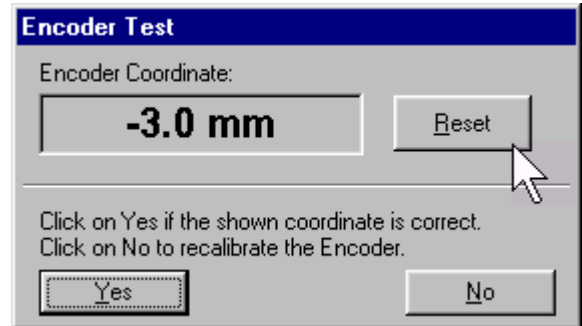 Encoder Test
Encoder Coordinate:
-3.0 mm
Reset
Click on Yes if the shown coordinate is correct.
Click on No to recalibrate the Encoder.
Yes
No